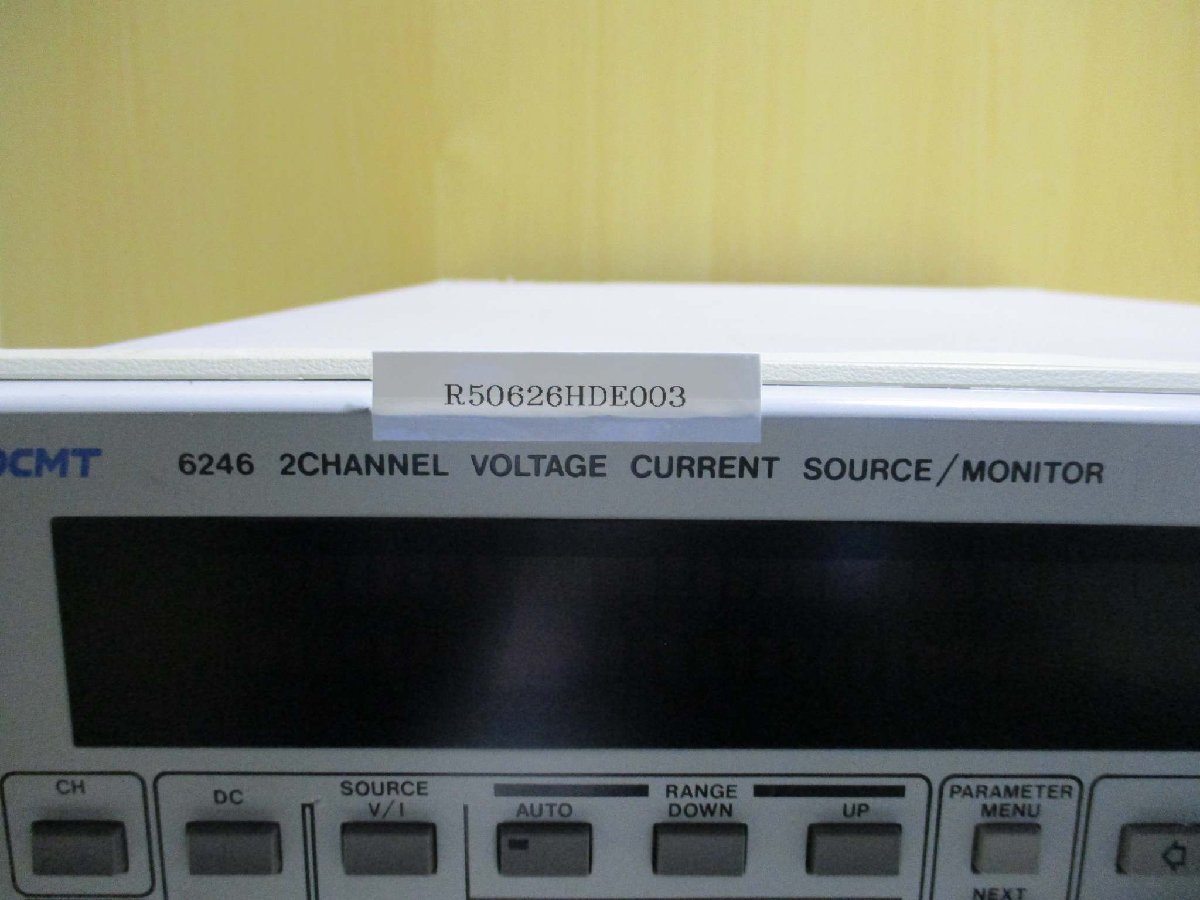 R50626HDE003
DCMT 6246 2CHANNEL VOLTAGE CURRENT SOURCE/MONITOR
CH
DC
SOURCE
V/I
RANGE
AUTO DOWN UP
PARAMETER
MENU
NEXT